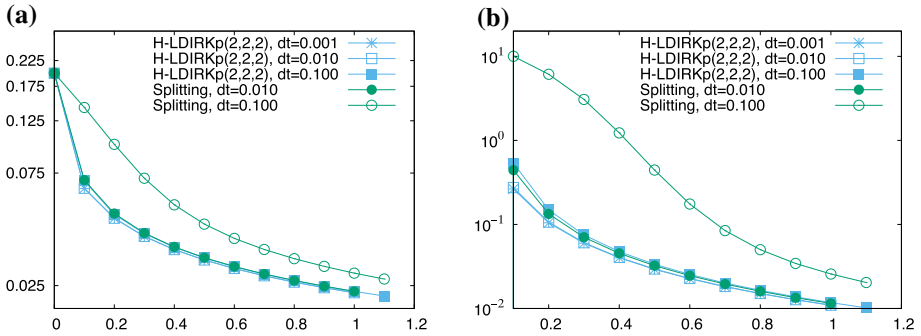 (a)
H-LDIRKp(2,2,2), dt=0.001
H-LDIRKp(2,2,2), dt=0.010
H-LDIRKp(2,2,2), dt=0.100
Splitting, dt=0.010
Splitting, dt=0.100
0.225
0.175
0.125
0.075
0.025
0 0.2 0.4 0.6 0.8 1 1.2
(b)
H-LDIRKp(2,2,2), dt=0.001
H-LDIRKp(2,2,2), dt=0.010
H-LDIRKp(2,2,2), dt=0.100
Splitting, dt=0.010
Splitting, dt=0.100
10^1
10^0
10^-1
10^-2
0.2 0.4 0.6 0.8 1 1.2